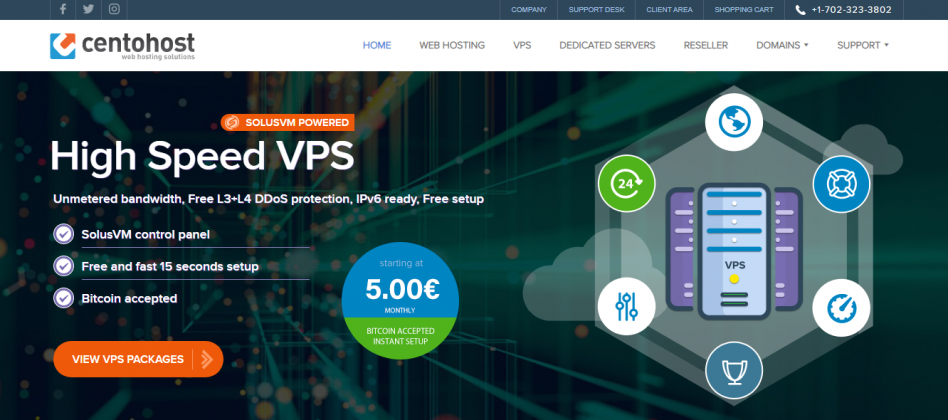 COMPANY SUPPORT DESK CLIENT AREA SHOPPING CART +1-702-323-3802
centohost
web hosting solutions
HOME WEB HOSTING VPS DEDICATED SERVERS RESELLER DOMAINS SUPPORT
SOLUSVM POWERED
High Speed VPS
Unmetered bandwidth, Free L3+L4 DDoS protection, IPv6 ready, Free setup
SolusVM control panel
Free and fast 15 seconds setup
Bitcoin accepted
starting at
5.00€
MONTHLY
BITCOIN ACCEPTED
INSTANT SETUP
VIEW VPS PACKAGES
24
VPS